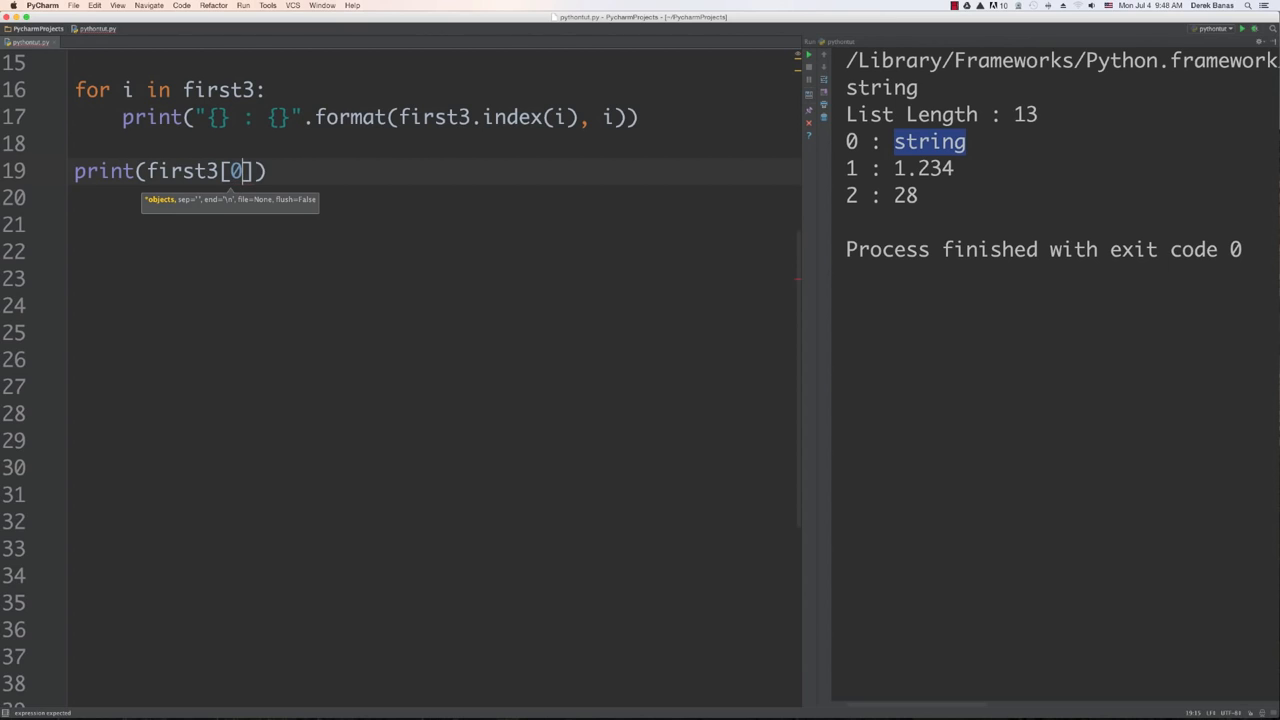 PyCharm File Edit View Navigate Code Refactor Run Tools VCS Window Help
10 Mon Jul 4 9:48 AM Derek Banas
pythontut.py - PycharmProjects - [~/PycharmProjects]
PycharmProjects pythontut.py pythontut
pythontut.py
Run pythontut
15
16 for i in first3:
17 print("{} : {}".format(first3.index(i), i))
18
19 print(first3[0])
*objects, sep=' ', end='\n', file=None, flush=False
20
21
22
23
24
25
26
27
28
29
30
31
32
33
34
35
36
37
38
/Library/Frameworks/Python.framework
string
List Length : 13
0 : string
1 : 1.234
2 : 28
Process finished with exit code 0
expression expected
19:15 LF‡ UTF-8‡